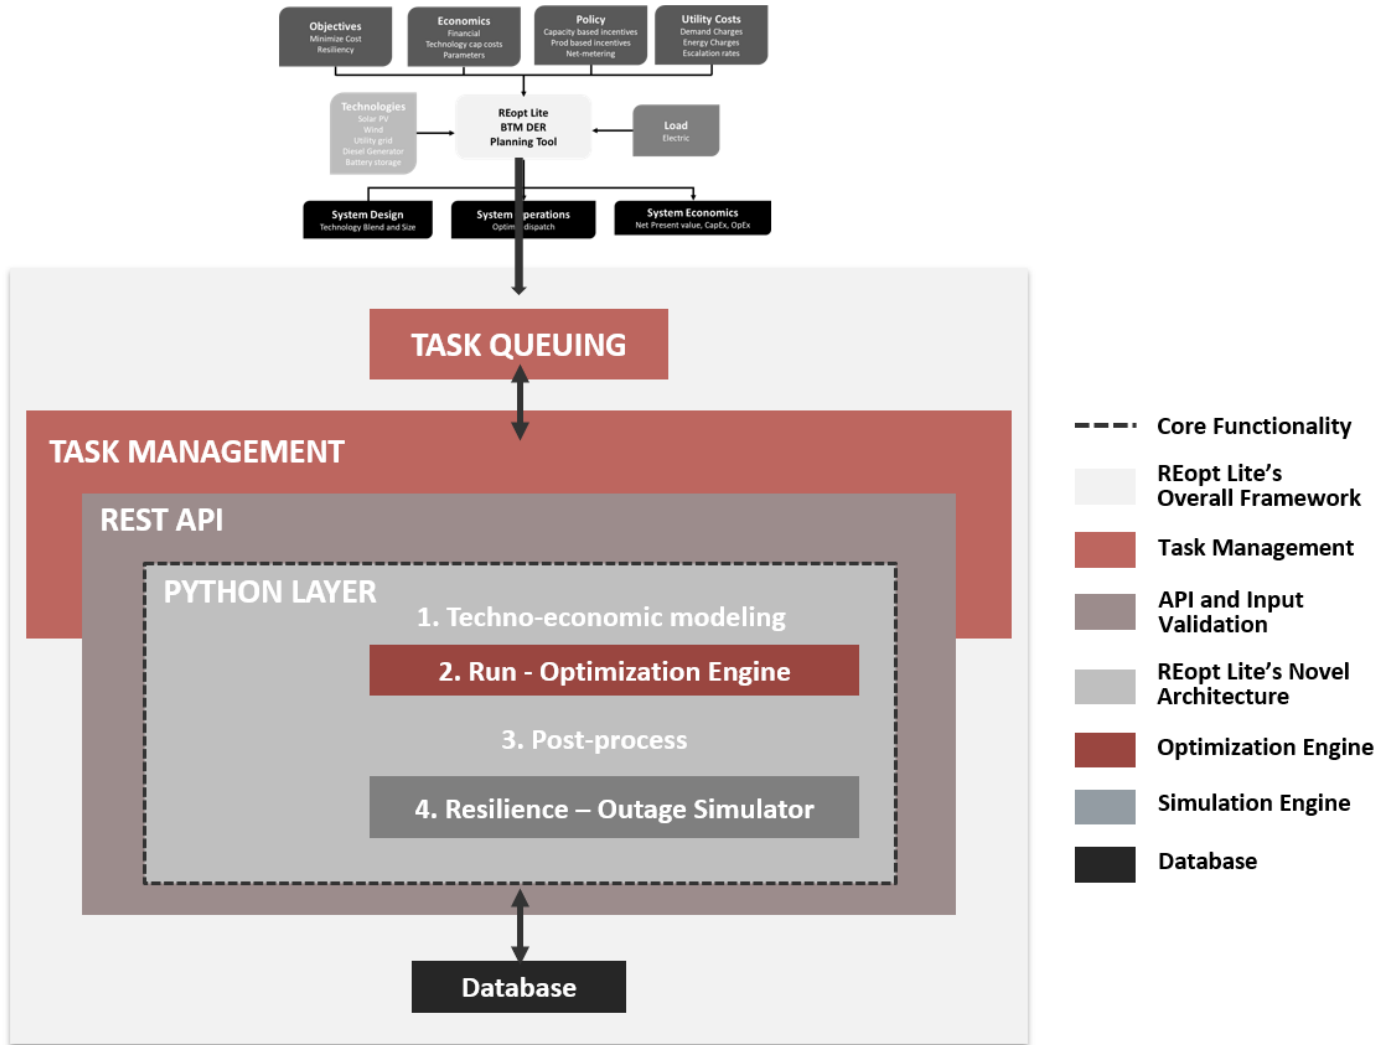 Objectives
Minimize Cost
Resiliency
Economics
Financial
Technology cap costs
Parameters
Policy
Capacity based incentives
Prod based incentives
Net-metering
Utility Costs
Demand Charges
Energy Charges
Escalation rates
Technologies
Solar PV
Wind
Utility grid
Diesel Generator
Battery storage
REopt Lite
BTM DER
Planning Tool
Load
Electric
System Design
Technology Blend and Size
System perations
Optim dispatch
System Economics
Net Present value, CapEx, OpEx
TASK QUEUING
TASK MANAGEMENT
REST API
PYTHON LAYER
1. Techno-economic modeling
2. Run - Optimization Engine
3. Post-process
4. Resilience – Outage Simulator
Database
Core Functionality
REopt Lite’s
Overall Framework
Task Management
API and Input
Validation
REopt Lite’s Novel
Architecture
Optimization Engine
Simulation Engine
Database